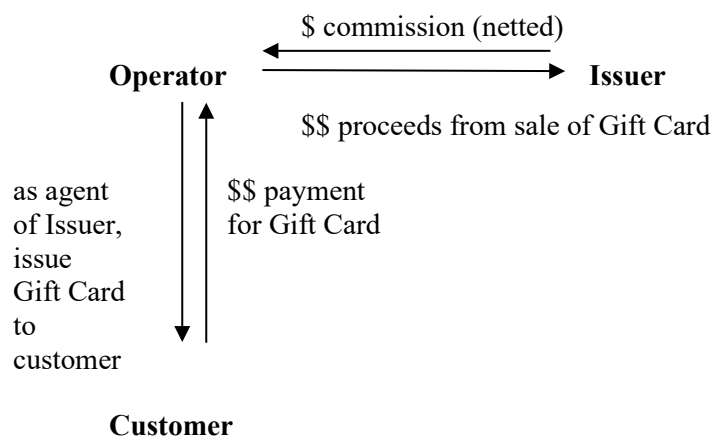 $ commission (netted)
Operator
Issuer
$$ proceeds from sale of Gift Card
as agent
of Issuer,
issue
Gift Card
to
customer
$$ payment
for Gift Card
Customer